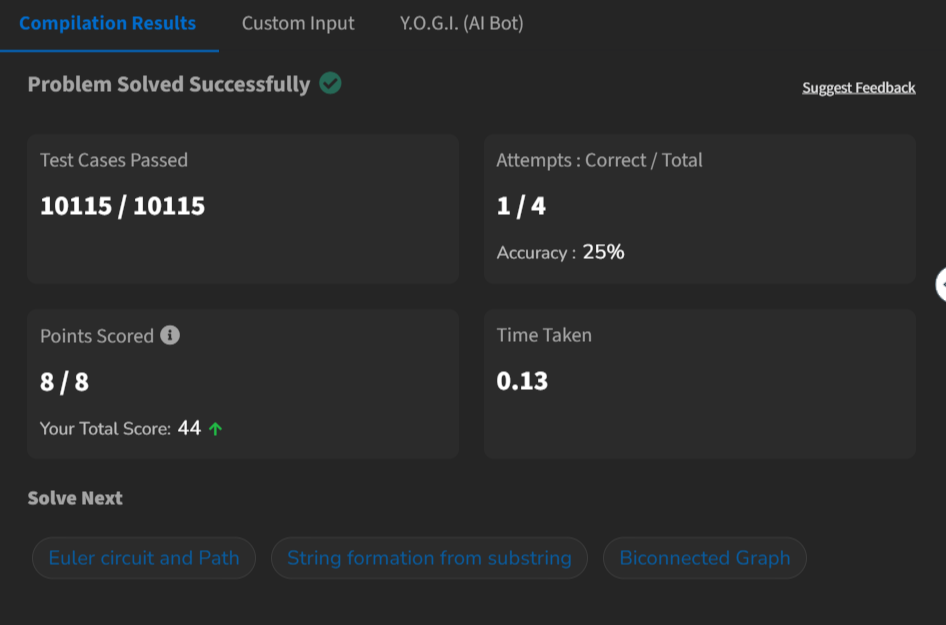 Compilation Results Custom Input Y.O.G.I. (AI Bot)
Problem Solved Successfully
Suggest Feedback
Test Cases Passed
10115 / 10115
Attempts : Correct / Total
1 / 4
Accuracy : 25%
Points Scored
8 / 8
Your Total Score: 44
Time Taken
0.13
Solve Next
Euler circuit and Path String formation from substring Biconnected Graph